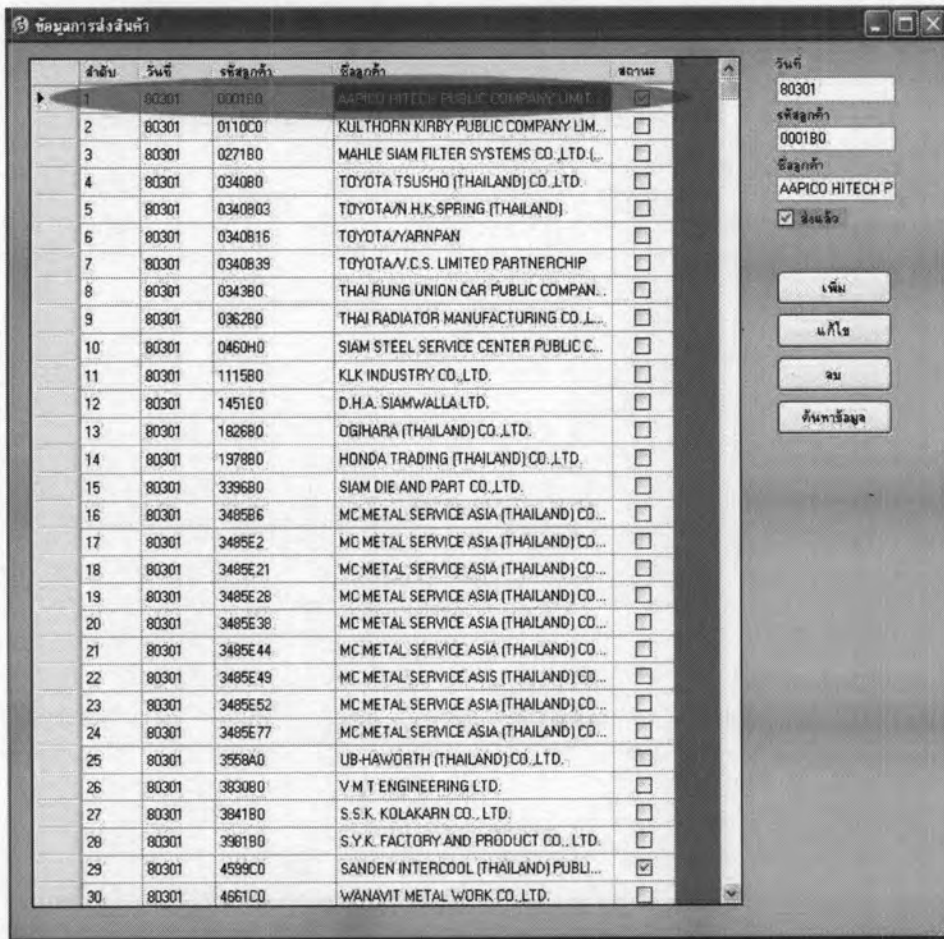 ข้อมูลการส่งสินค้า
ลำดับ วันที่ รหัสลูกค้า ชื่อลูกค้า สถานะ
1 80301 0001B0 AAPICO HITECH PUBLIC COMPANY LIMIT...
2 80301 0110C0 KULTHORN KIRBY PUBLIC COMPANY LIM...
3 80301 0271B0 MAHLE SIAM FILTER SYSTEMS CO.,LTD.(...
4 80301 0340B0 TOYOTA TSUSHO (THAILAND) CO.,LTD.
5 80301 0340B03 TOYOTA/N.H.K.SPRING (THAILAND)
6 80301 0340B16 TOYOTA/YARNPAN
7 80301 0340B39 TOYOTA/V.C.S. LIMITED PARTNERCHIP
8 80301 0343B0 THAI RUNG UNION CAR PUBLIC COMPAN...
9 80301 0362B0 THAI RADIATOR MANUFACTURING CO.,L...
10 80301 0460H0 SIAM STEEL SERVICE CENTER PUBLIC C...
11 80301 1115B0 KLK INDUSTRY CO.,LTD.
12 80301 1451E0 D.H.A. SIAMWALLA LTD.
13 80301 1826B0 OGIHARA (THAILAND) CO.,LTD.
14 80301 1978B0 HONDA TRADING (THAILAND) CO.,LTD.
15 80301 3396B0 SIAM DIE AND PART CO.,LTD.
16 80301 3485B6 MC METAL SERVICE ASIA (THAILAND) CO...
17 80301 3485E2 MC METAL SERVICE ASIA (THAILAND) CO...
18 80301 3485E21 MC METAL SERVICE ASIA (THAILAND) CO...
19 80301 3485E28 MC METAL SERVICE ASIA (THAILAND) CO...
20 80301 3485E38 MC METAL SERVICE ASIA (THAILAND) CO...
21 80301 3485E44 MC METAL SERVICE ASIA (THAILAND) CO...
22 80301 3485E49 MC METAL SERVICE ASIS (THAILAND) CO...
23 80301 3485E52 MC METAL SERVICE ASIA (THAILAND) CO...
24 80301 3485E77 MC METAL SERVICE ASIA (THAILAND) CO...
25 80301 3558A0 UB-HAWORTH (THAILAND) CO.,LTD.
26 80301 3830B0 V M T ENGINEERING LTD.
27 80301 3841B0 S.S.K. KOLAKARN CO., LTD.
28 80301 3981B0 S.Y.K. FACTORY AND PRODUCT CO., LTD.
29 80301 4599C0 SANDEN INTERCOOL (THAILAND) PUBLI...
30 80301 4661C0 WANAVIT METAL WORK CO.,LTD.
วันที่
80301
รหัสลูกค้า
0001B0
ชื่อลูกค้า
AAPICO HITECH P
ส่งแล้ว
เพิ่ม
แก้ไข
ลบ
ค้นหาข้อมูล